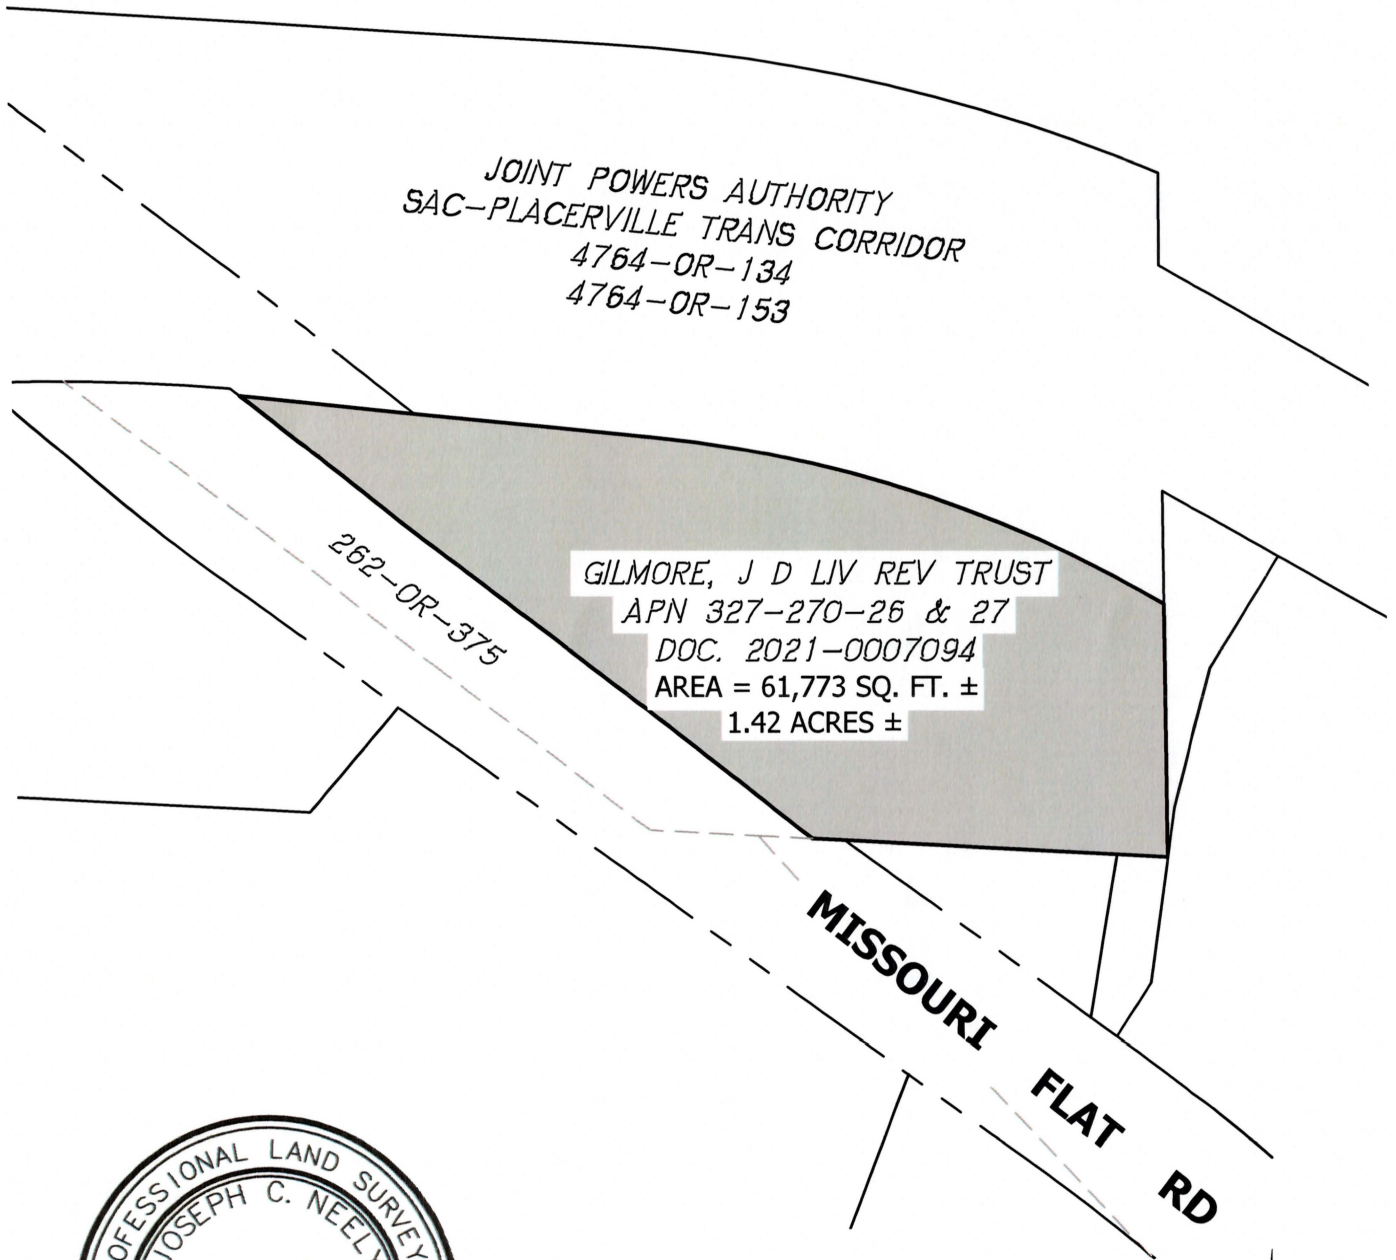 JOINT POWERS AUTHORITY
SAC-PLACERVILLE TRANS CORRIDOR
4764-OR-134
4764-OR-153
262-OR-375
GILMORE, J D LIV REV TRUST
APN 327-270-26 & 27
DOC. 2021-0007094
AREA = 61,773 SQ. FT. ±
1.42 ACRES ±
MISSOURI FLAT RD
OFESSIONAL LAND SURVEY
JOSEPH C. NEELY